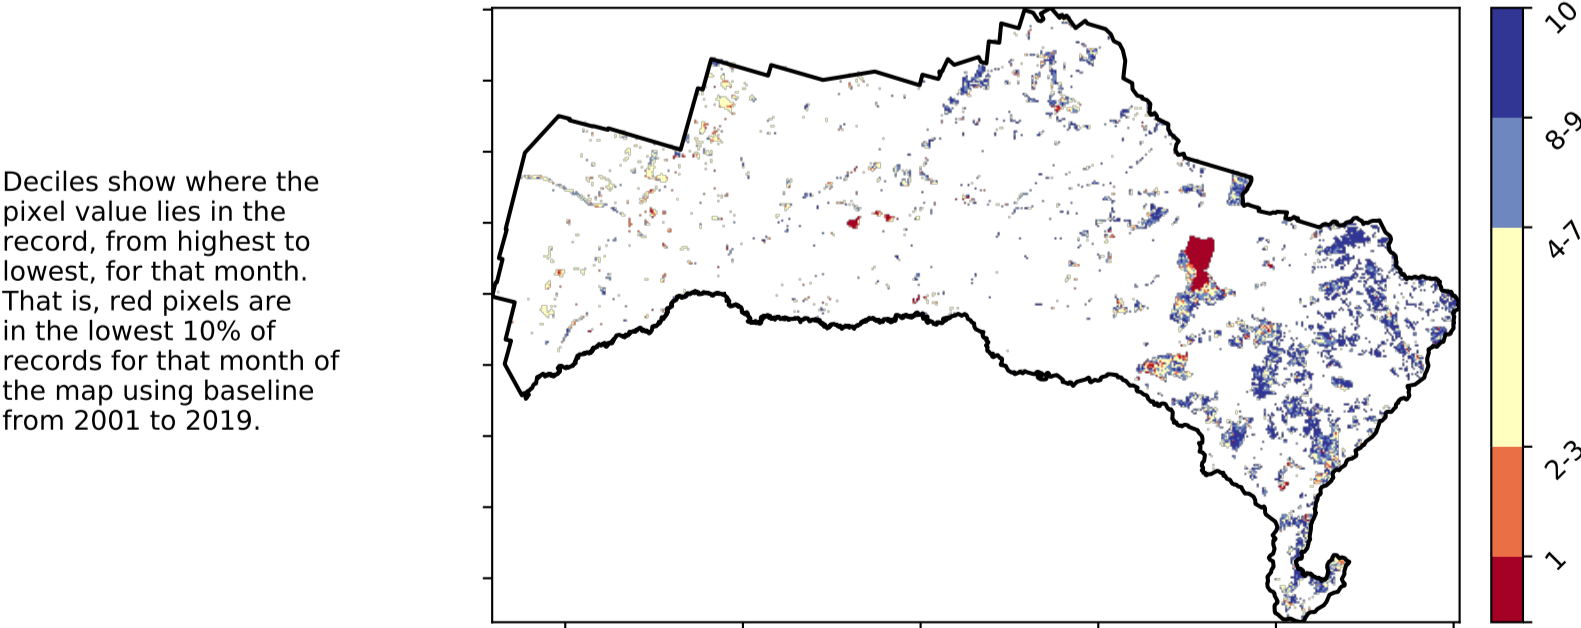 Deciles show where the
pixel value lies in the
record, from highest to
lowest, for that month.
That is, red pixels are
in the lowest 10% of
records for that month of
the map using baseline
from 2001 to 2019.
10
8-9
4-7
2-3
1